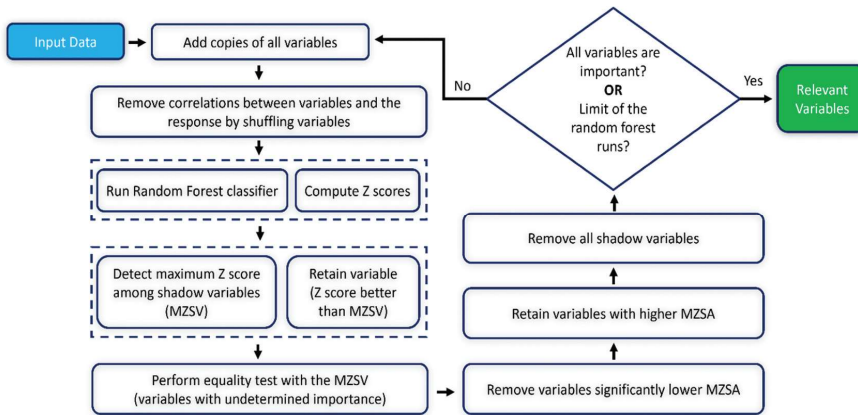 Input Data
Add copies of all variables
Remove correlations between variables and the
response by shuffling variables
Run Random Forest classifier
Compute Z scores
Detect maximum Z score
among shadow variables
(MZSV)
Retain variable
(Z score better
than MZSV)
Perform equality test with the MZSV
(variables with undetermined importance)
Remove variables significantly lower MZSA
Retain variables with higher MZSA
Remove all shadow variables
All variables are
important?
OR
Limit of the
random forest
runs?
No
Yes
Relevant
Variables